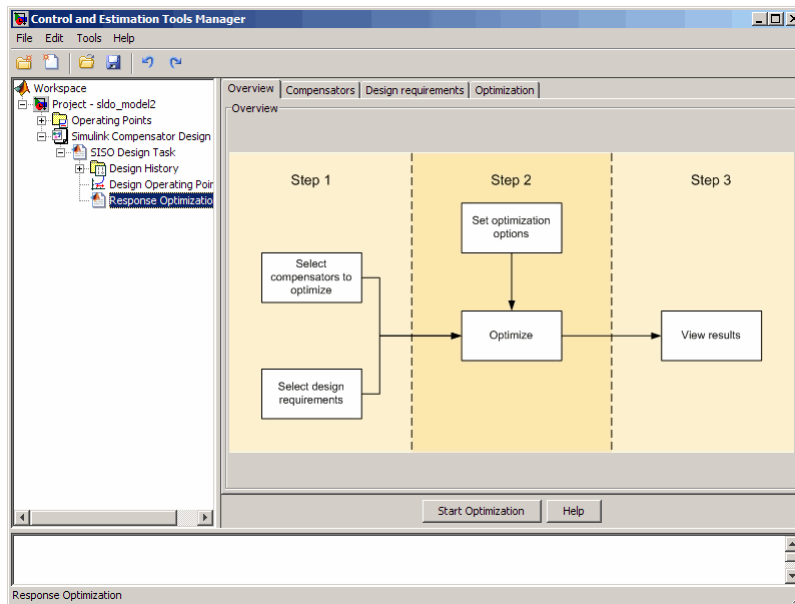 Control and Estimation Tools Manager
File Edit Tools Help
Workspace
Project - sldo_model2
Operating Points
Simulink Compensator Design
SISO Design Task
Design History
Design Operating Poir
Response Optimizatio
Overview
Compensators
Design requirements
Optimization
Overview
Step 1
Step 2
Step 3
Set optimization
options
Select
compensators to
optimize
Optimize
View results
Select design
requirements
Start Optimization
Help
Response Optimization